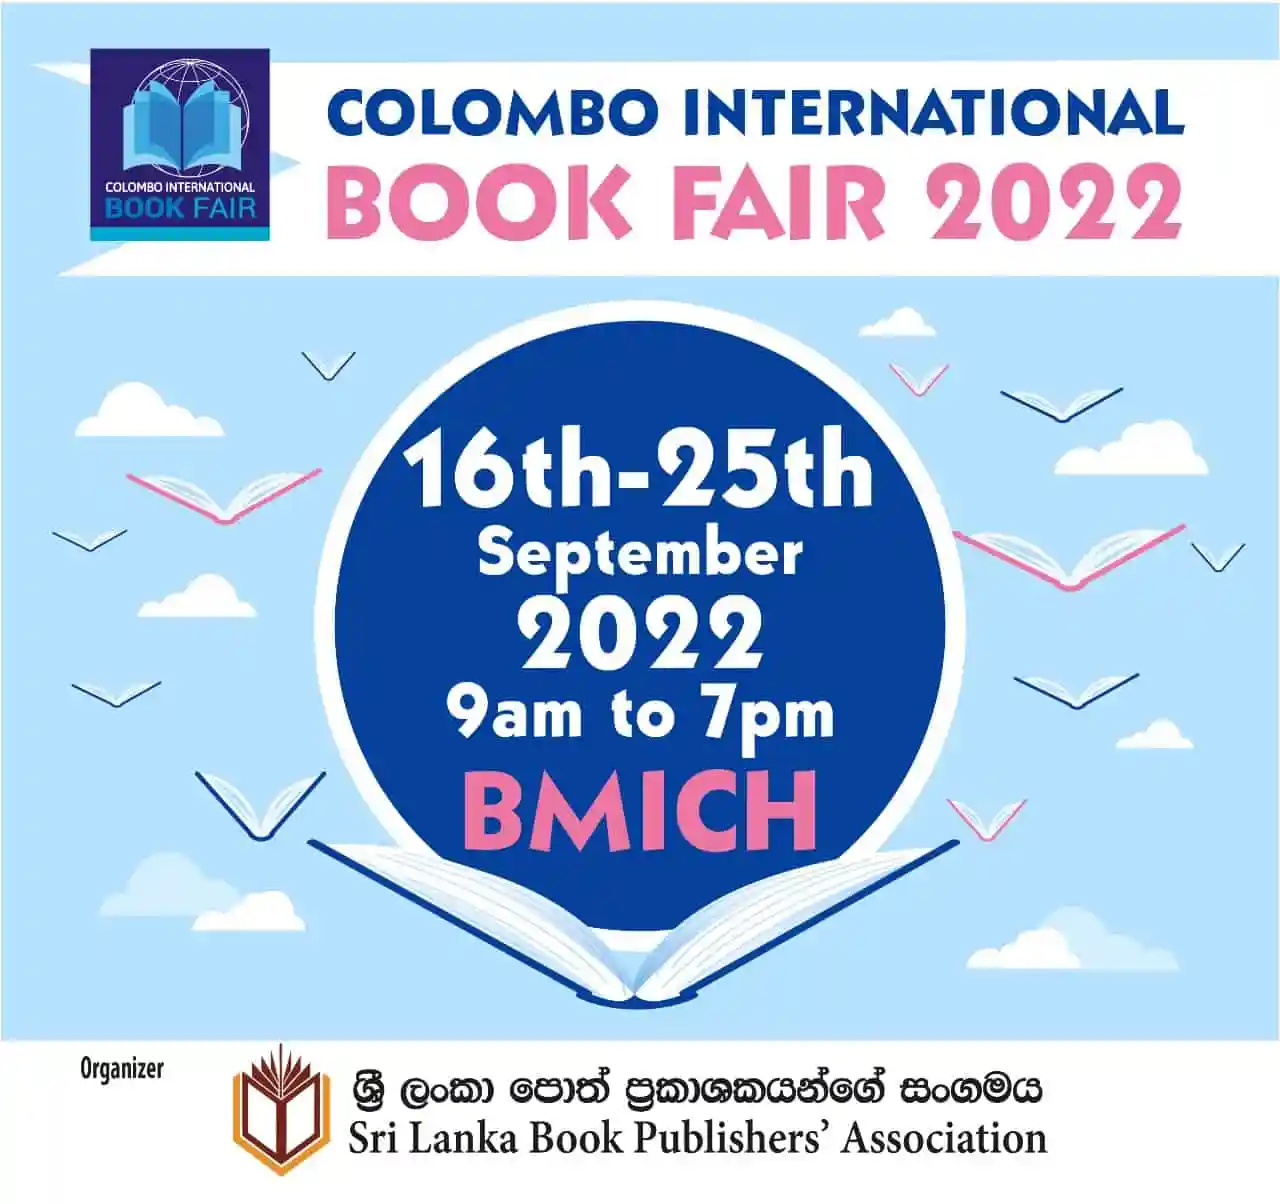 COLOMBO INTERNATIONAL
BOOK FAIR
COLOMBO INTERNATIONAL
BOOK FAIR 2022
16th-25th
September
2022
9am to 7pm
BMICH
Organizer
ශ්‍රී ලංකා පොත් ප්‍රකාශකයන්ගේ සංගමය
Sri Lanka Book Publishers’ Association